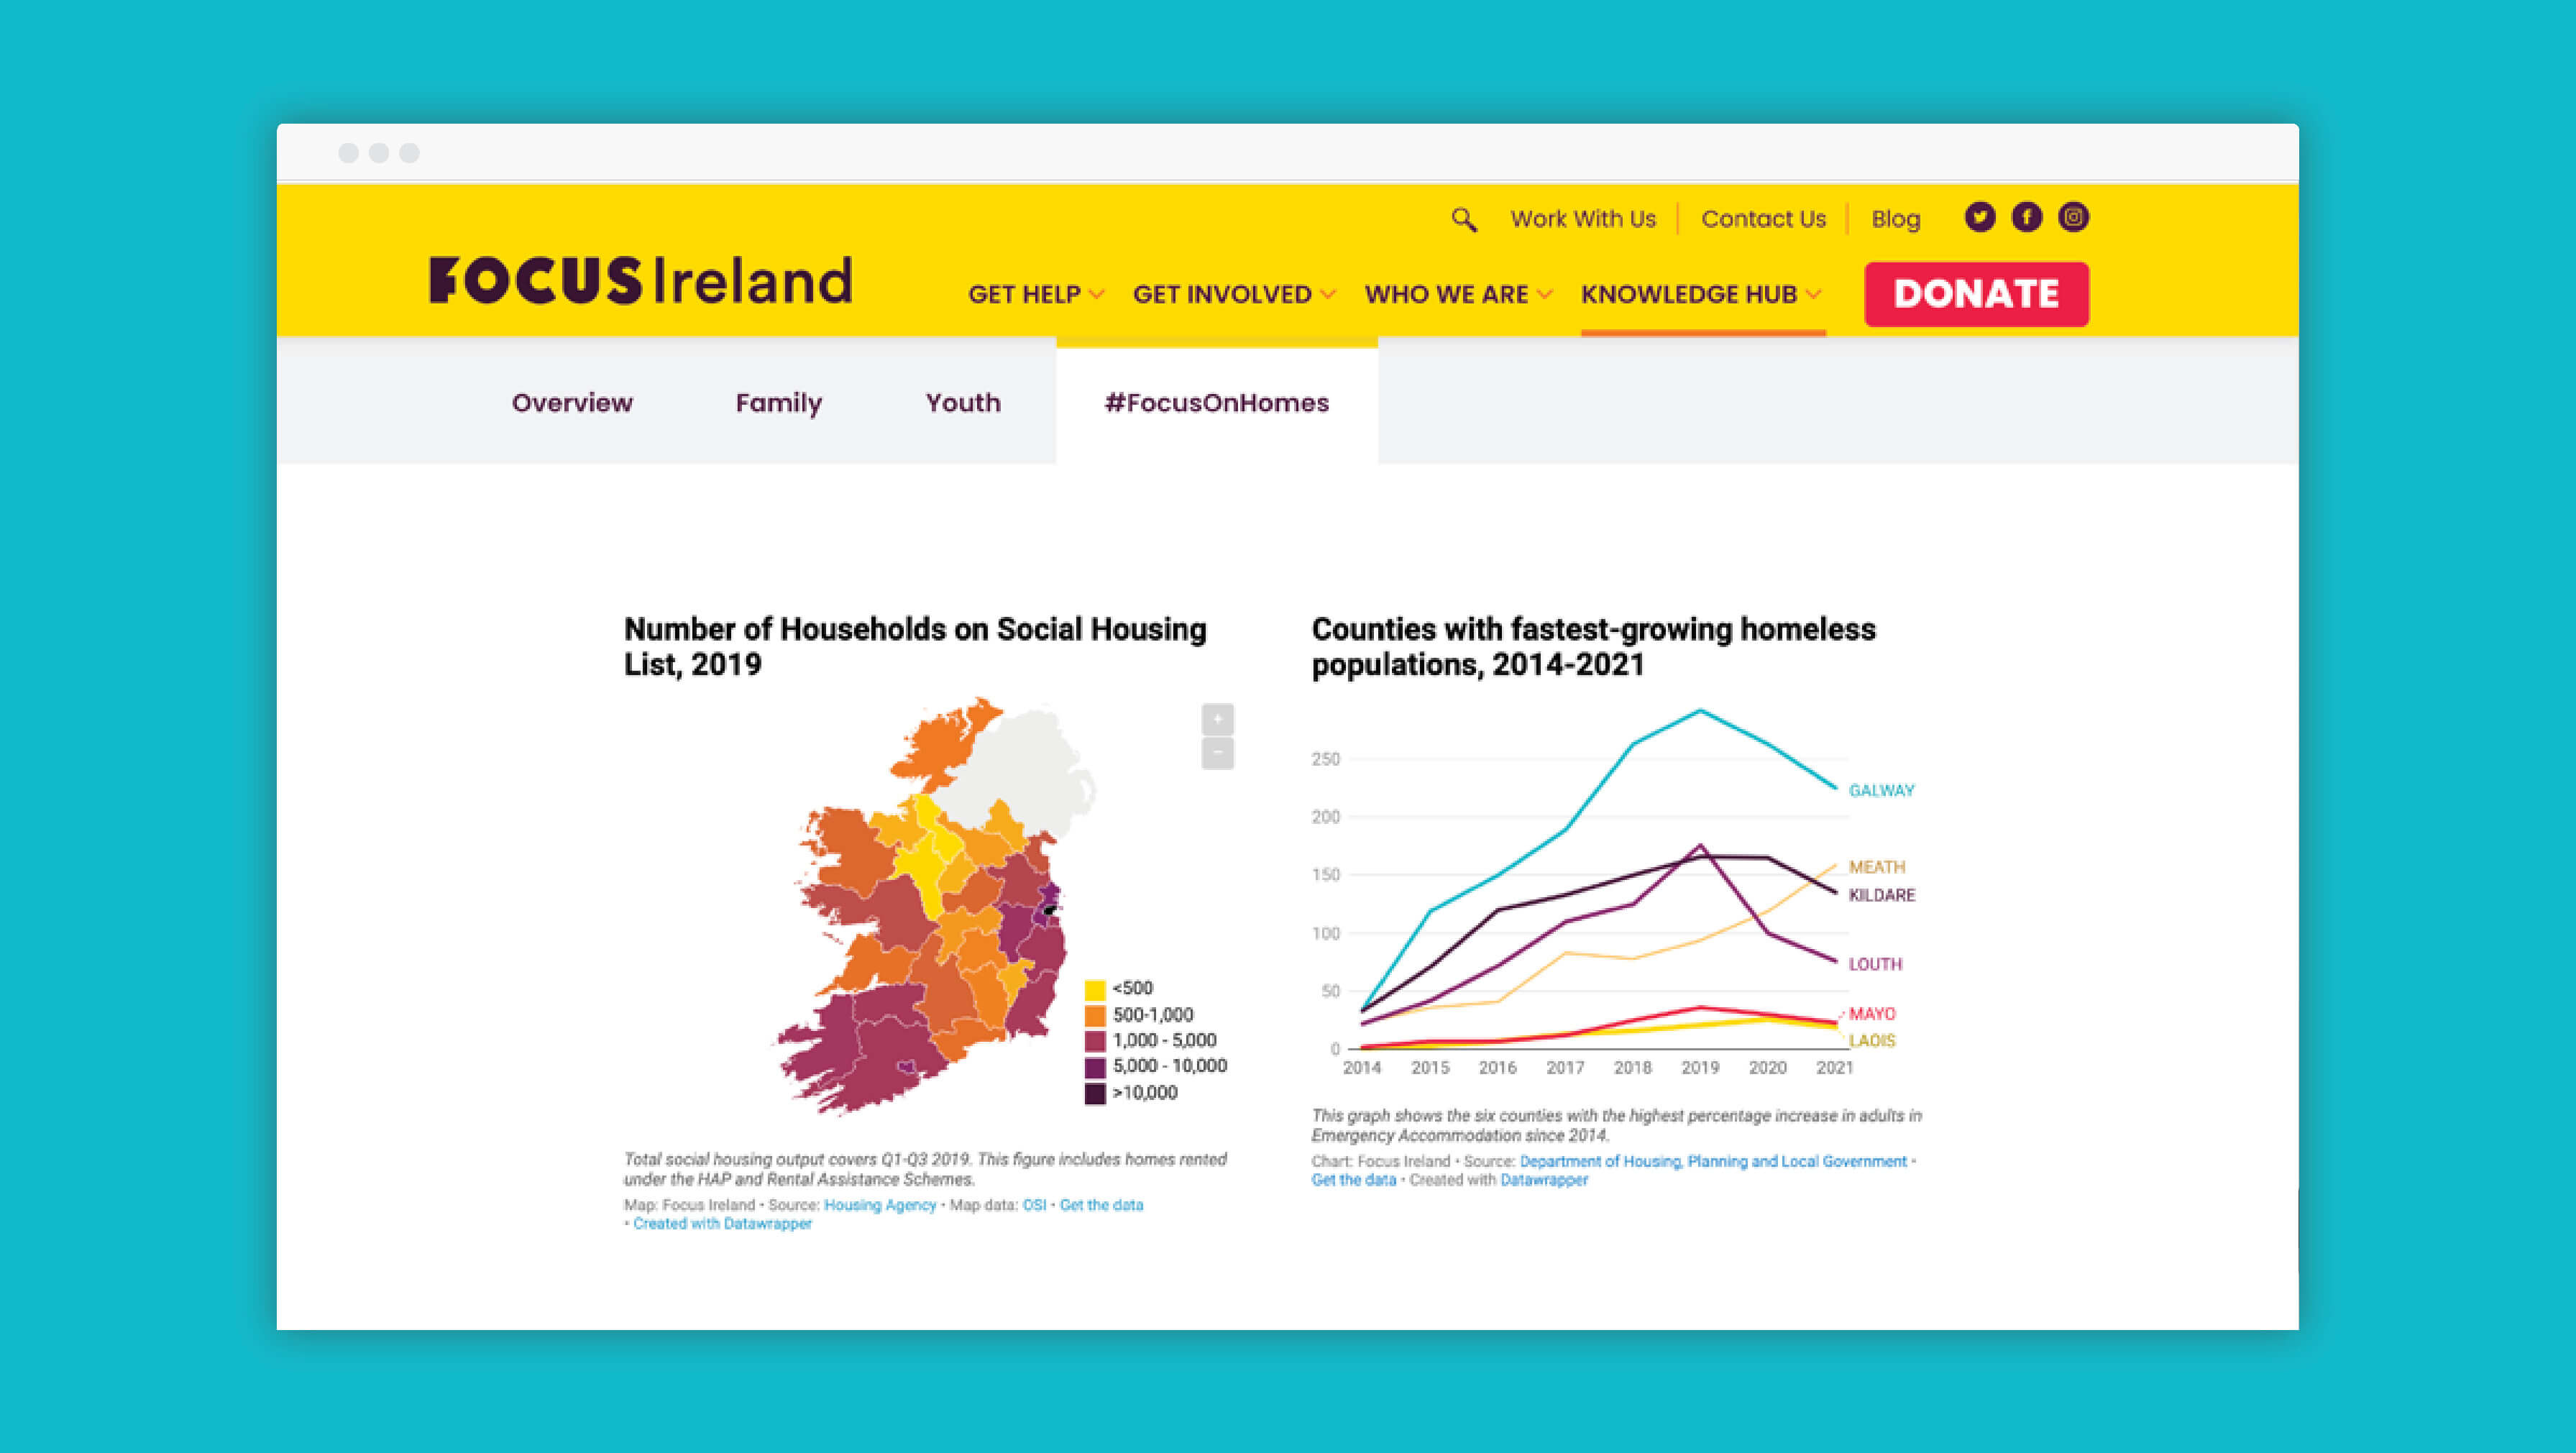 Work With Us
Contact Us
Blog
FOCUS Ireland
GET HELP
GET INVOLVED
WHO WE ARE
KNOWLEDGE HUB
DONATE
Overview
Family
Youth
#FocusOnHomes
Number of Households on Social Housing
List, 2019
+
−
<500
500-1,000
1,000 - 5,000
5,000 - 10,000
>10,000
Total social housing output covers Q1-Q3 2019. This figure includes homes rented
under the HAP and Rental Assistance Schemes.
Map: Focus Ireland • Source: Housing Agency • Map data: OSI • Get the data
• Created with Datawrapper
Counties with fastest-growing homeless
populations, 2014-2021
250
200
150
100
50
0
GALWAY
MEATH
KILDARE
LOUTH
MAYO
LAOIS
2014 2015 2016 2017 2018 2019 2020 2021
This graph shows the six counties with the highest percentage increase in adults in
Emergency Accommodation since 2014.
Chart: Focus Ireland • Source: Department of Housing, Planning and Local Government •
Get the data • Created with Datawrapper